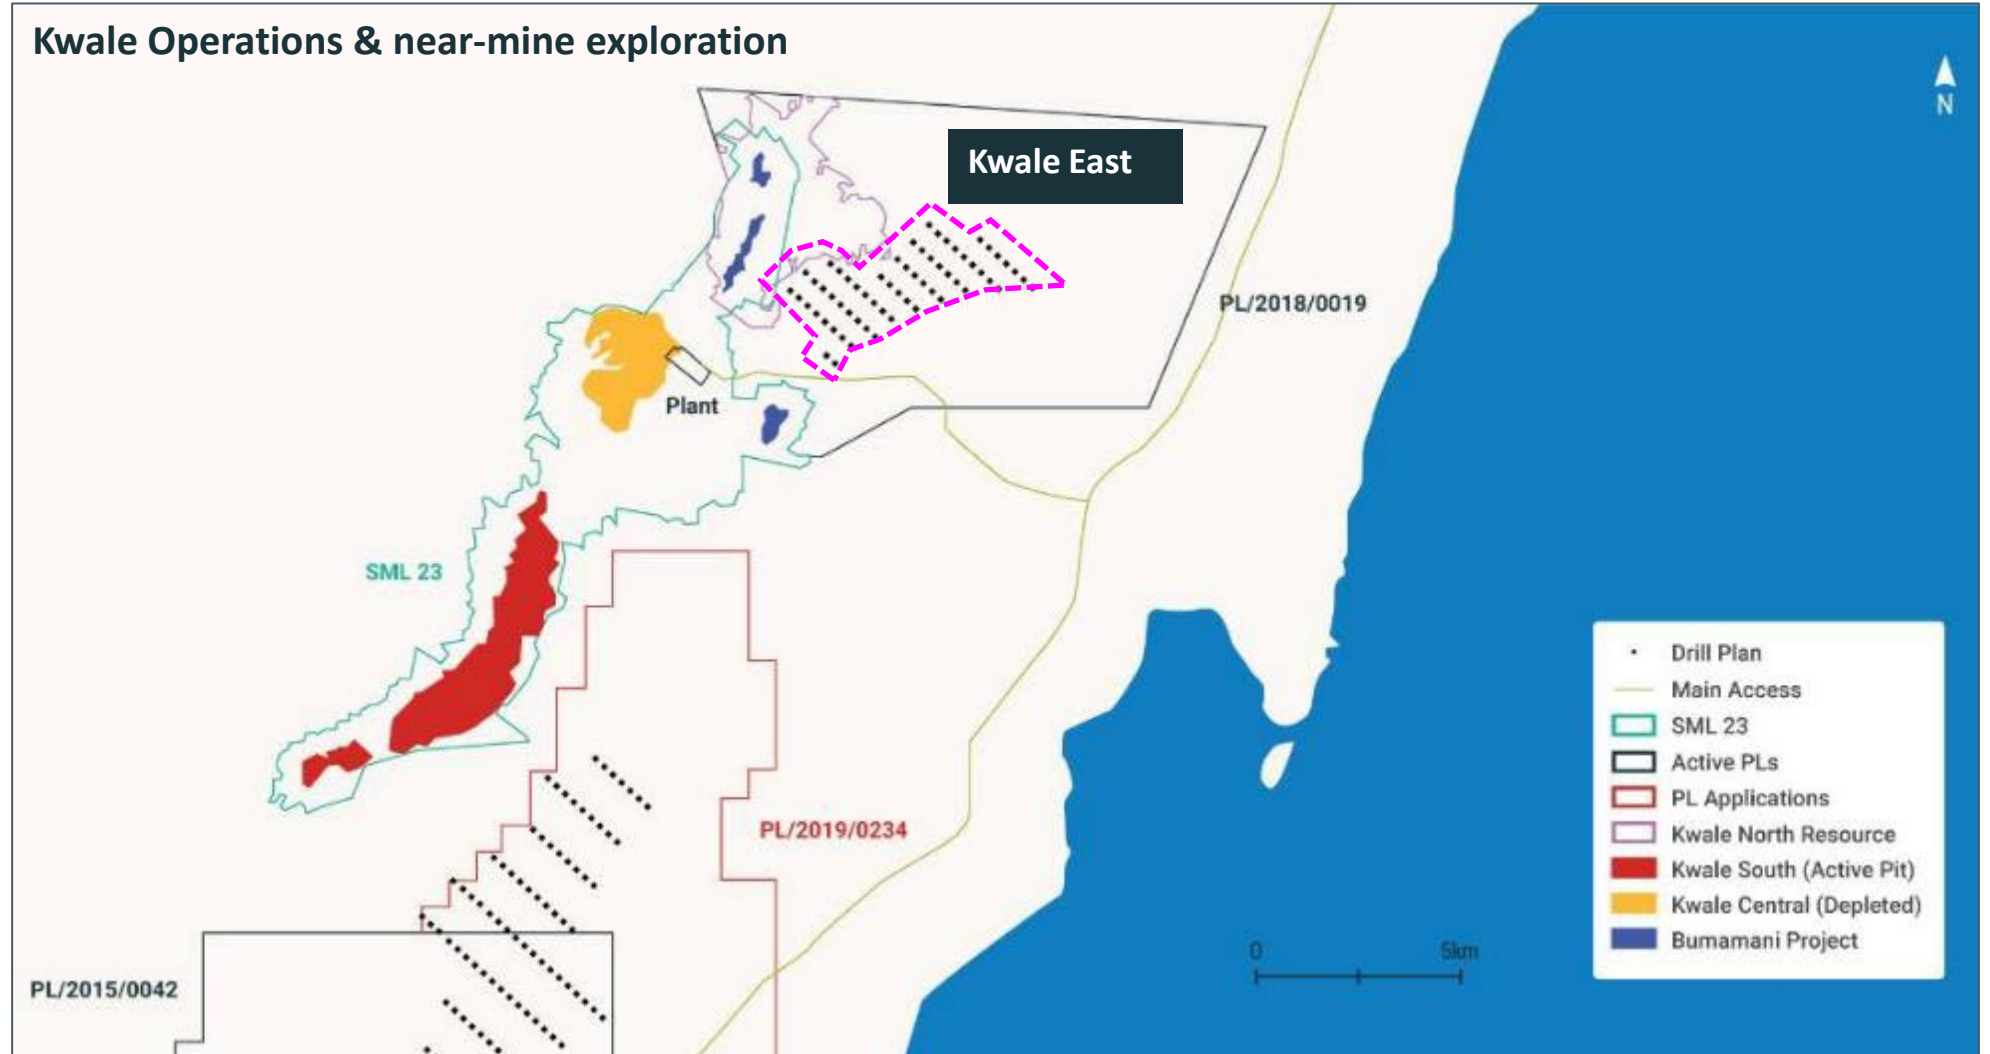 Kwale Operations & near-mine exploration
N
Kwale East
PL/2018/0019
Plant
SML 23
PL/2019/0234
PL/2015/0042
0 5km
Drill Plan
Main Access
SML 23
Active PLs
PL Applications
Kwale North Resource
Kwale South (Active Pit)
Kwale Central (Depleted)
Bumamani Project